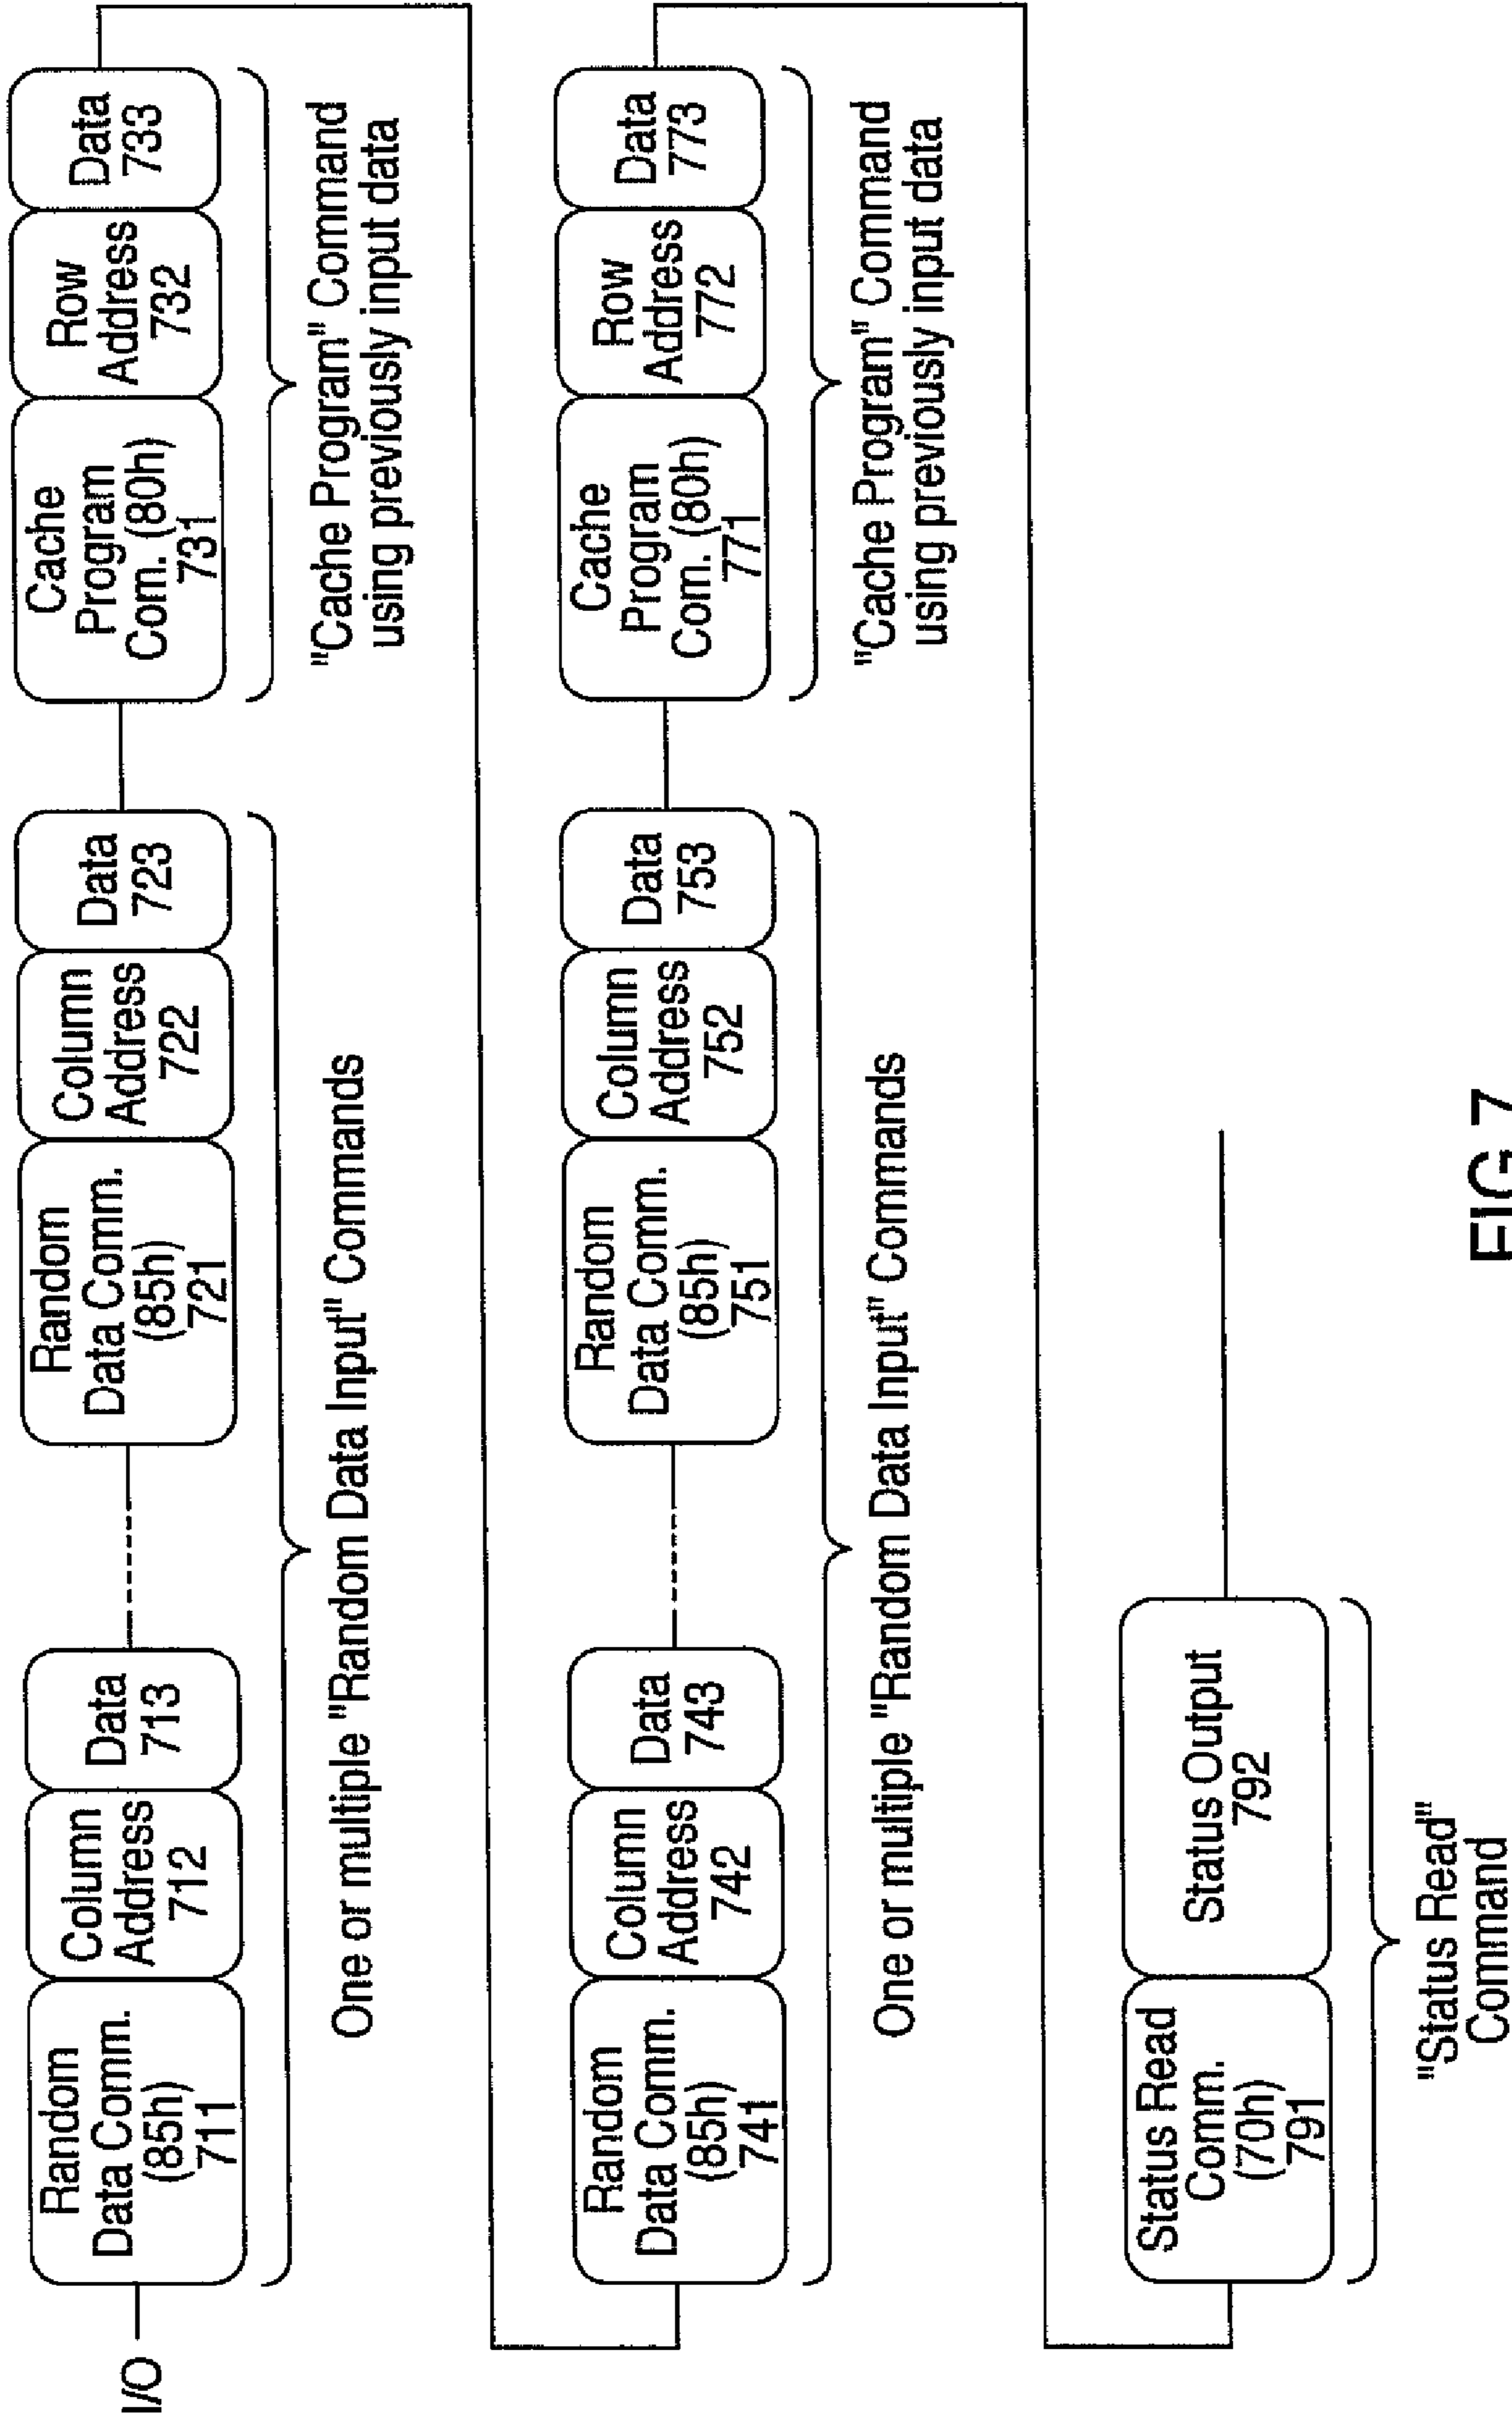 I/O
Random
Data Comm.
(85h)
711
Column
Address
712
Data
713
Random
Data Comm.
(85h)
721
Column
Address
722
Data
723
Cache
Program
Com. (80h)
731
Row
Address
732
Data
733
One or multiple "Random Data Input" Commands
"Cache Program" Command
using previously input data
Random
Data Comm.
(85h)
741
Column
Address
742
Data
743
Random
Data Comm.
(85h)
751
Column
Address
752
Data
753
Cache
Program
Com. (80h)
771
Row
Address
772
Data
773
One or multiple "Random Data Input" Commands
"Cache Program" Command
using previously input data
Status Read
Comm.
(70h)
791
Status Output
792
"Status Read"
Command
FIG 7